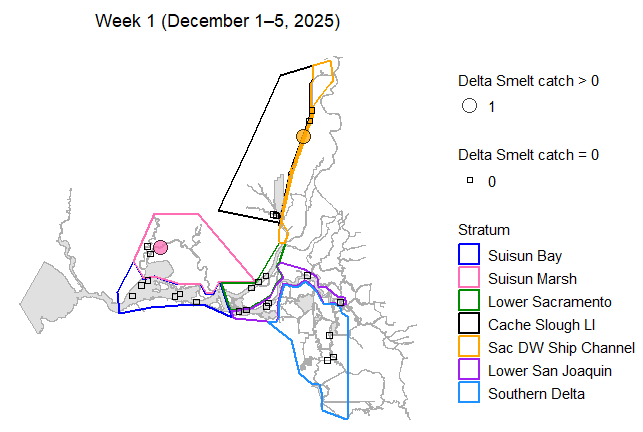 Week 1 (December 1–5, 2025)
Delta Smelt catch > 0
1
Delta Smelt catch = 0
0
Stratum
Suisun Bay
Suisun Marsh
Lower Sacramento
Cache Slough LI
Sac DW Ship Channel
Lower San Joaquin
Southern Delta